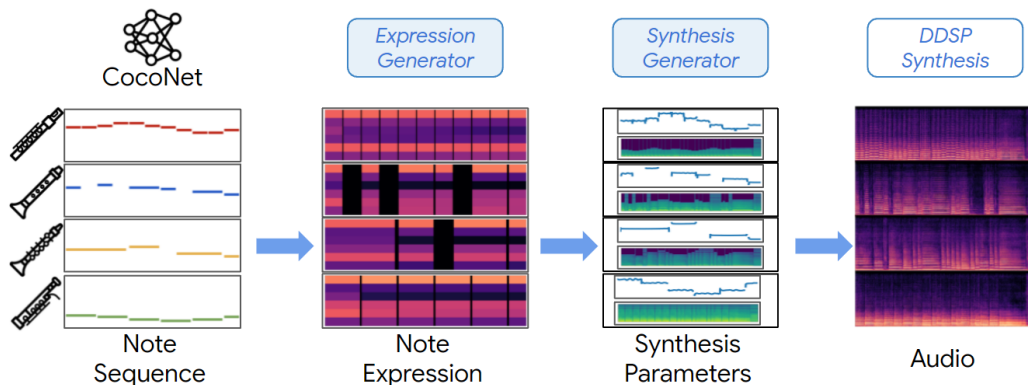 CocoNet
Expression
Generator
Synthesis
Generator
DDSP
Synthesis
Note
Sequence
Note
Expression
Synthesis
Parameters
Audio